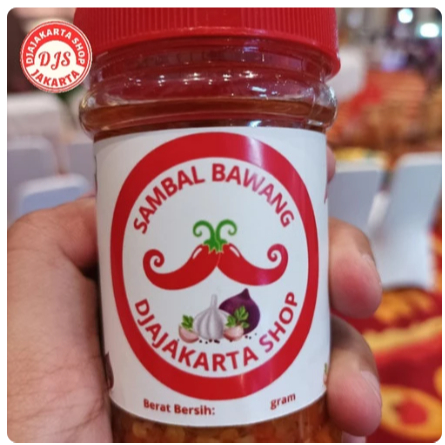 DJAJAKARTA SHOP
DJS
JAKARTA
SAMBAL BAWANG
DJAJAKARTA SHOP
Berat Bersih: gram